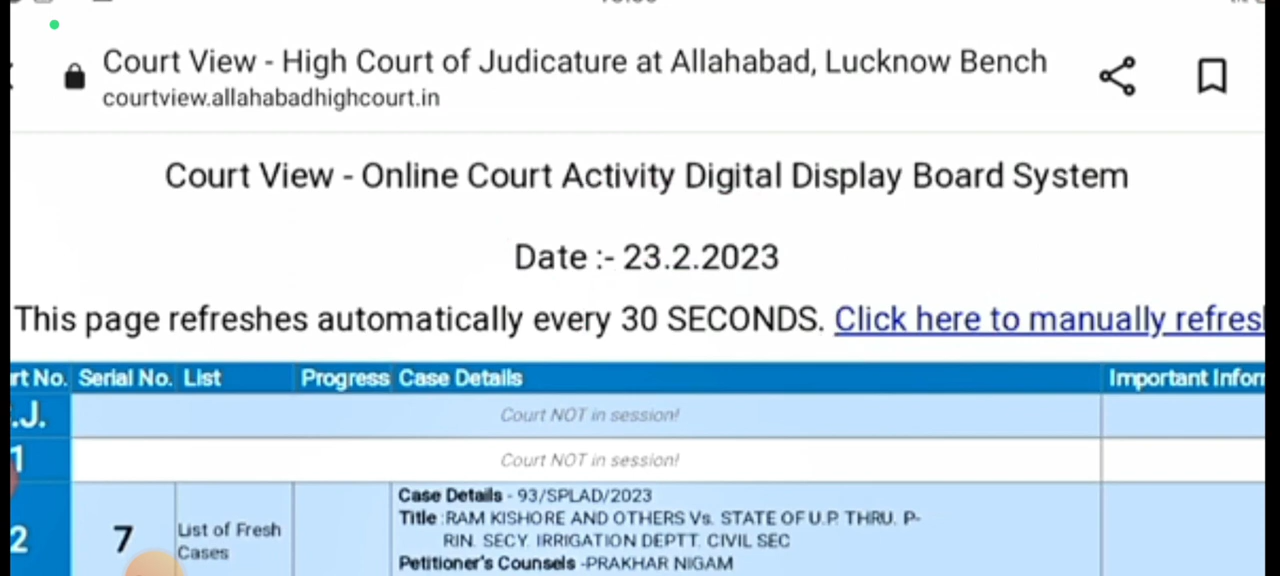 Court View - High Court of Judicature at Allahabad, Lucknow Bench
courtview.allahabadhighcourt.in
Court View - Online Court Activity Digital Display Board System
Date :- 23.2.2023
This page refreshes automatically every 30 SECONDS. Click here to manually refres
rt No. Serial No. List Progress Case Details Important Infor
.J. Court NOT in session!
1 Court NOT in session!
Case Details - 93/SPLAD/2023
Title :RAM KISHORE AND OTHERS Vs. STATE OF U.P. THRU. P-
2 7 List of Fresh Cases RIN. SECY. IRRIGATION DEPTT. CIVIL SEC
Petitioner's Counsels -PRAKHAR NIGAM